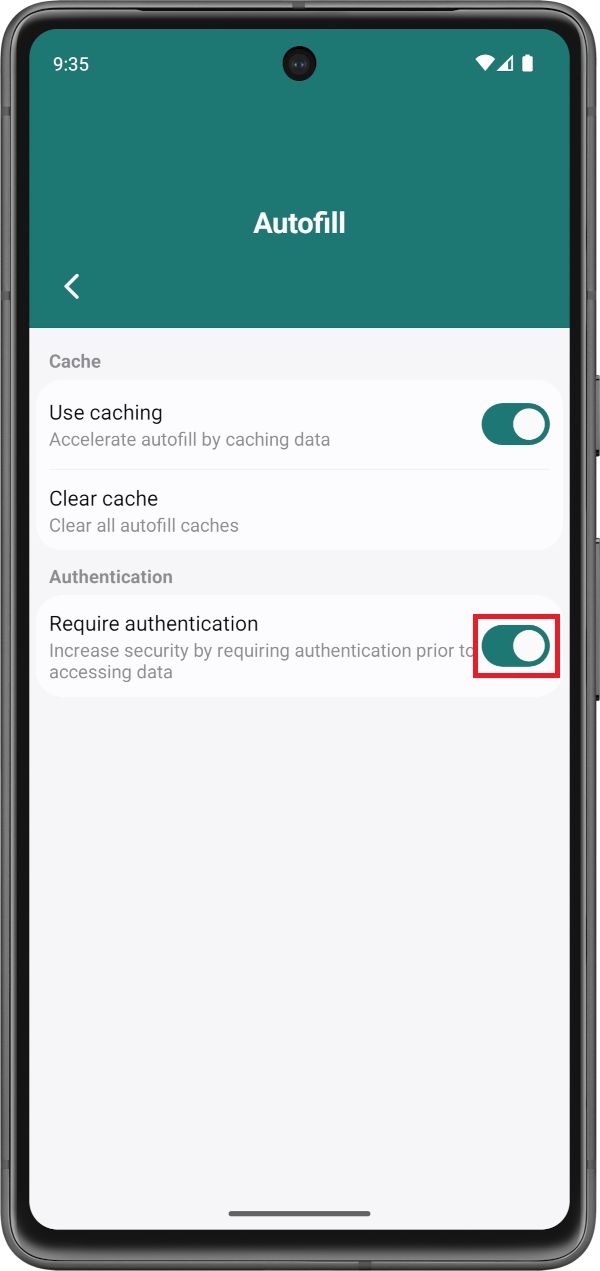 9:35
Autofill
Cache
Use caching
Accelerate autofill by caching data
Clear cache
Clear all autofill caches
Authentication
Require authentication
Increase security by requiring authentication prior to
accessing data